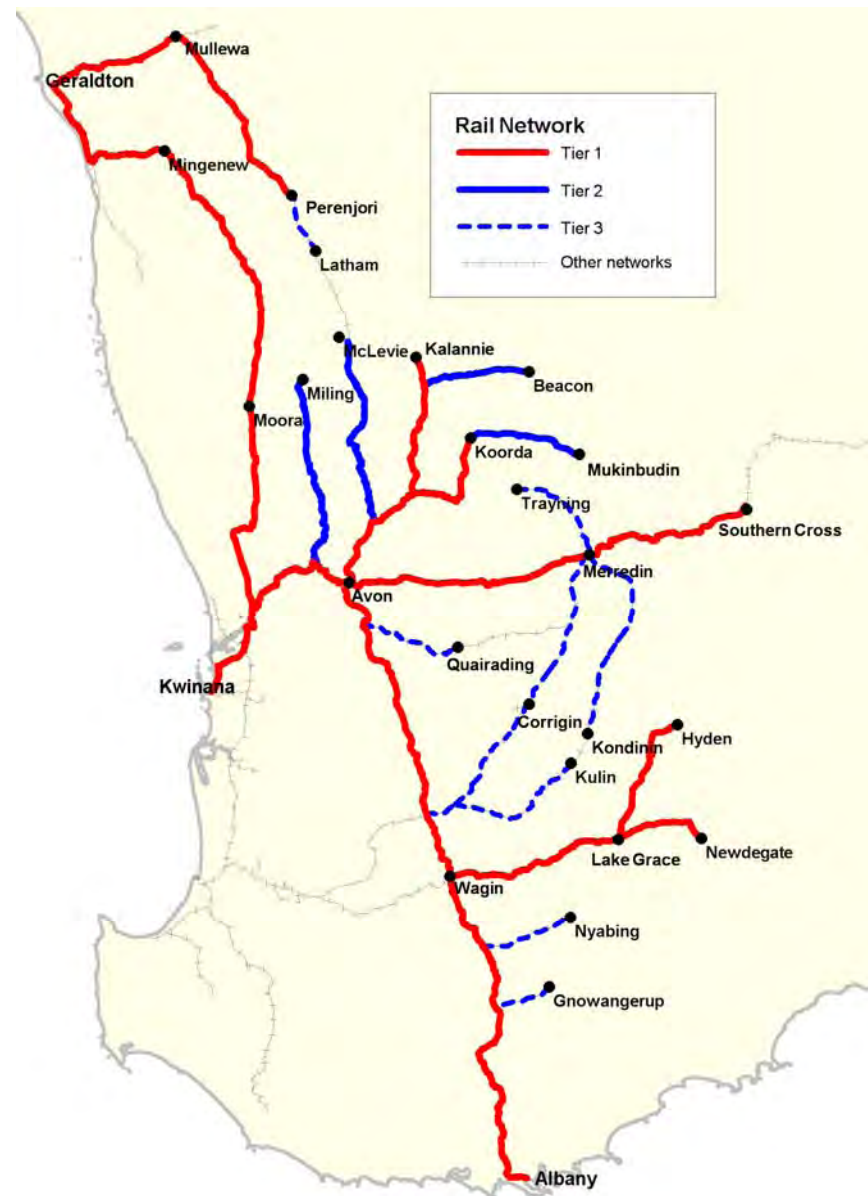 Mullewa
Geraldton
Rail Network
Tier 1
Tier 2
Tier 3
Other networks
Mingenew
Perenjori
Latham
McLevie
Kalannie
Miling
Beacon
Moora
Koorda
Mukinbudin
Trayning
Southern Cross
Merredin
Avon
Quairading
Kwinana
Corrigin
Kondinin
Hyden
Kulin
Lake Grace
Newdegate
Wagin
Nyabing
Gnowangerup
Albany